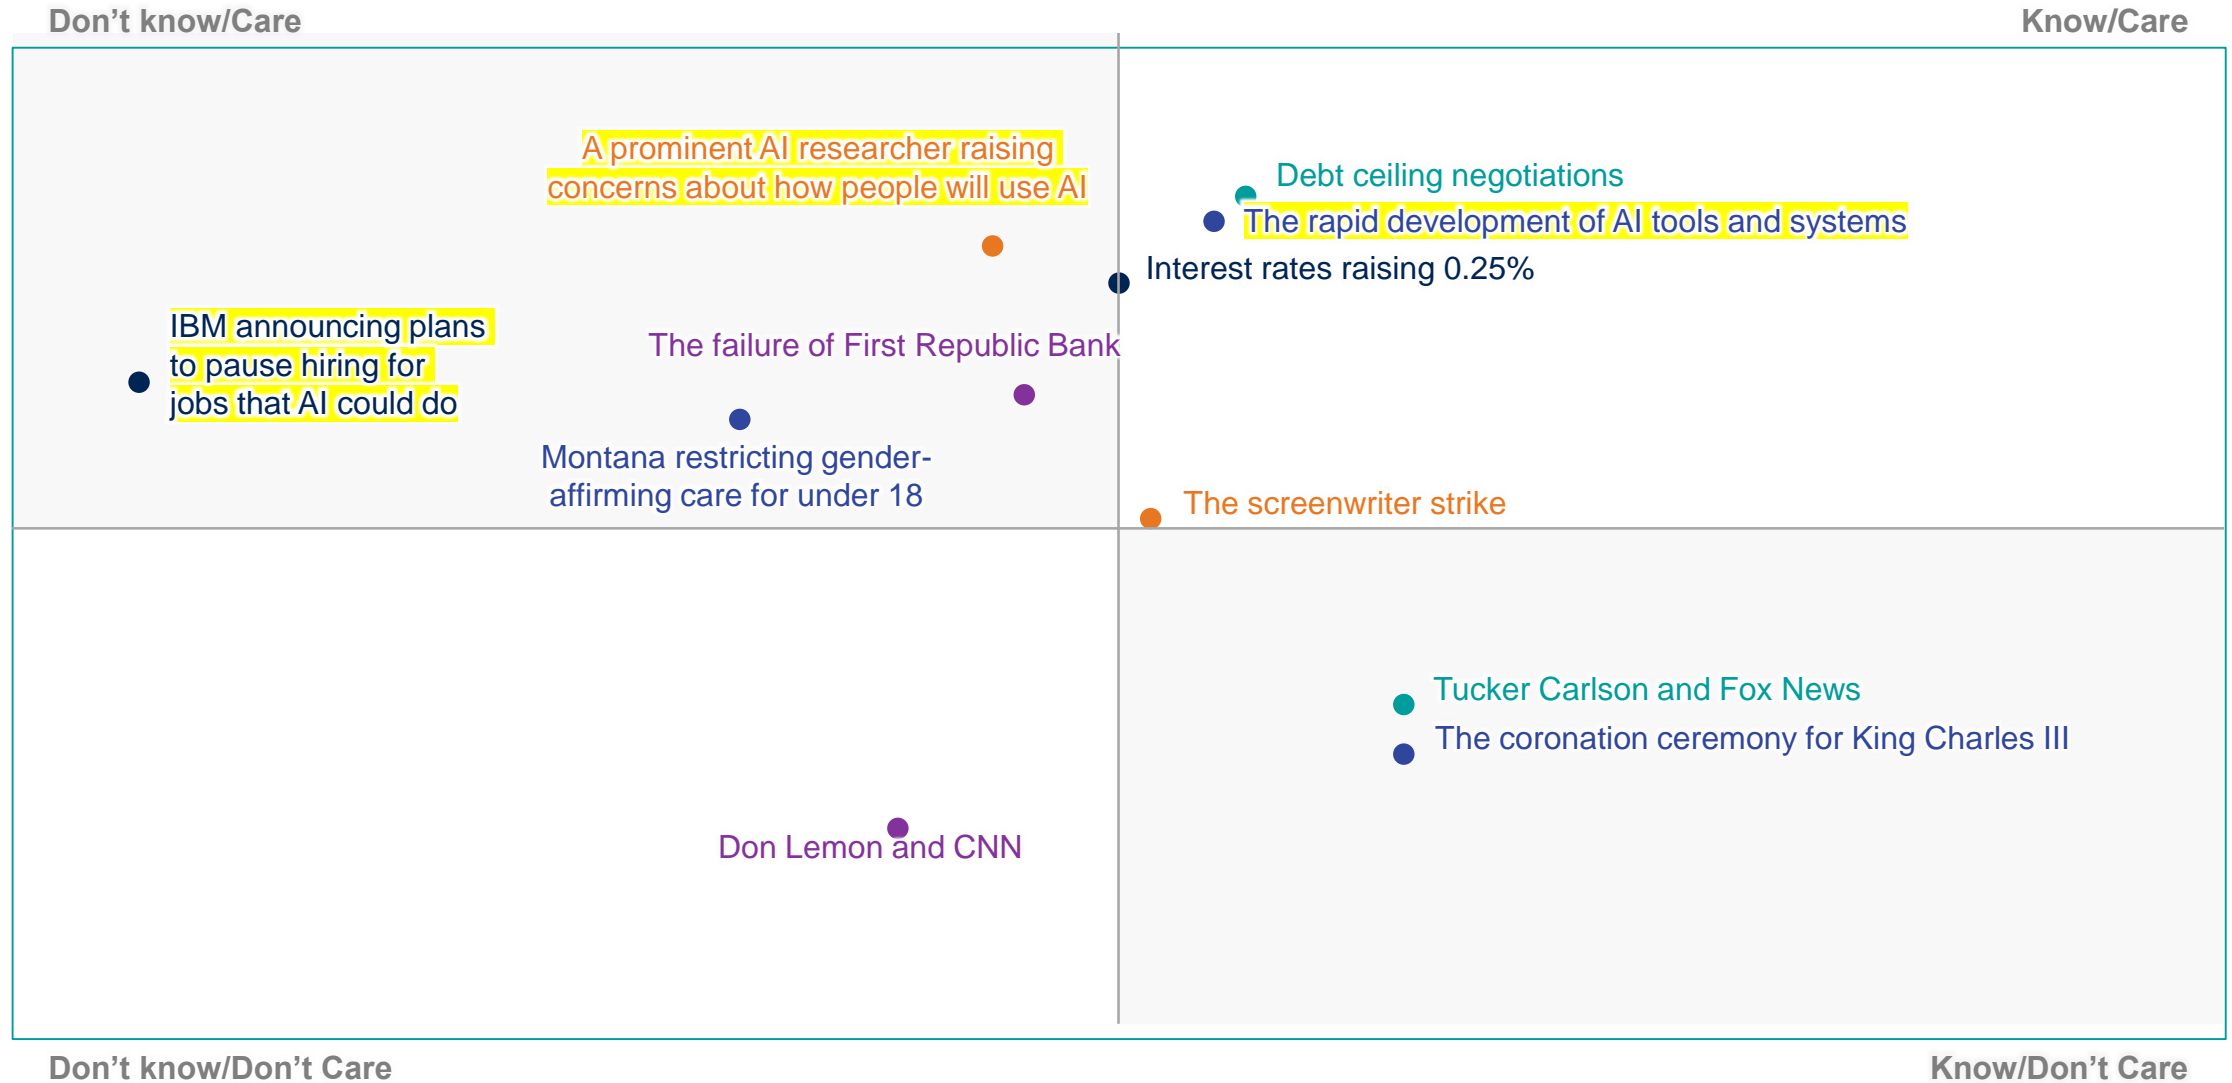 Don’t know/Care
Know/Care
A prominent AI researcher raising
concerns about how people will use AI
Debt ceiling negotiations
The rapid development of AI tools and systems
Interest rates raising 0.25%
IBM announcing plans
to pause hiring for
jobs that AI could do
The failure of First Republic Bank
Montana restricting gender-
affirming care for under 18
The screenwriter strike
Tucker Carlson and Fox News
The coronation ceremony for King Charles III
Don Lemon and CNN
Don’t know/Don’t Care
Know/Don’t Care